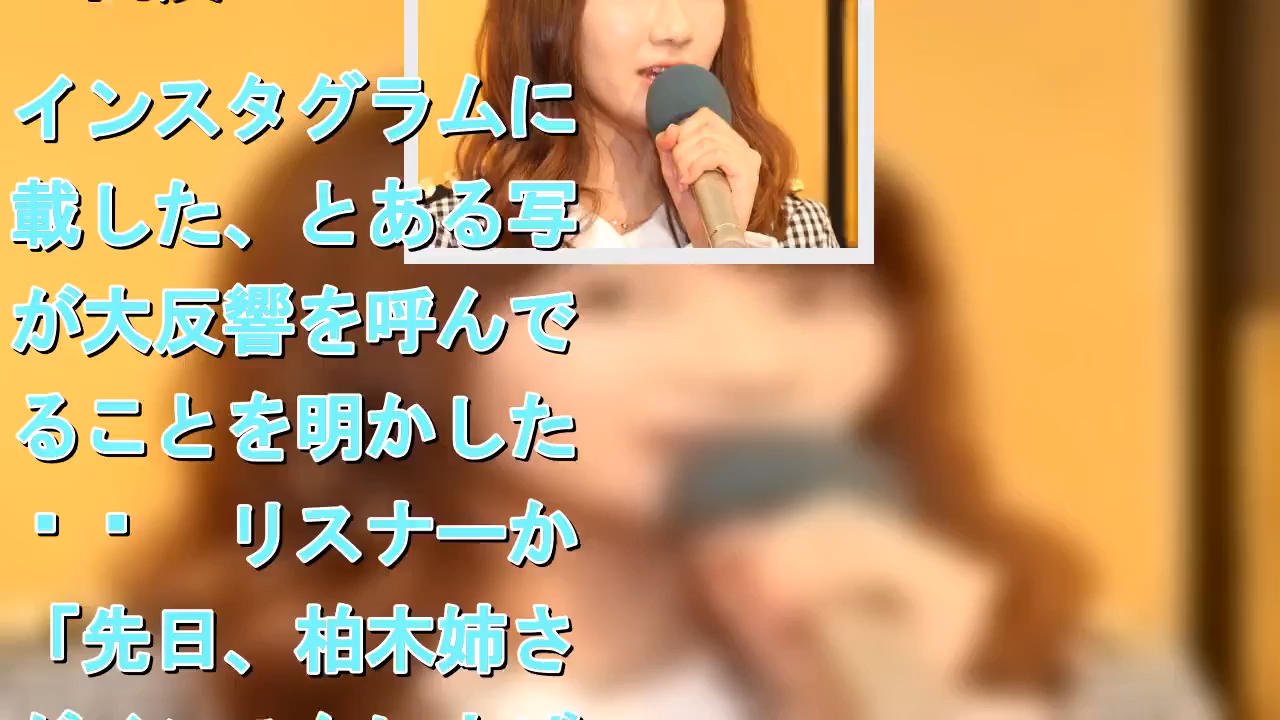 インスタグラムに
載した、とある写
が大反響を呼んで
ることを明かした
・・　リスナーか
「先日、柏木姉さ